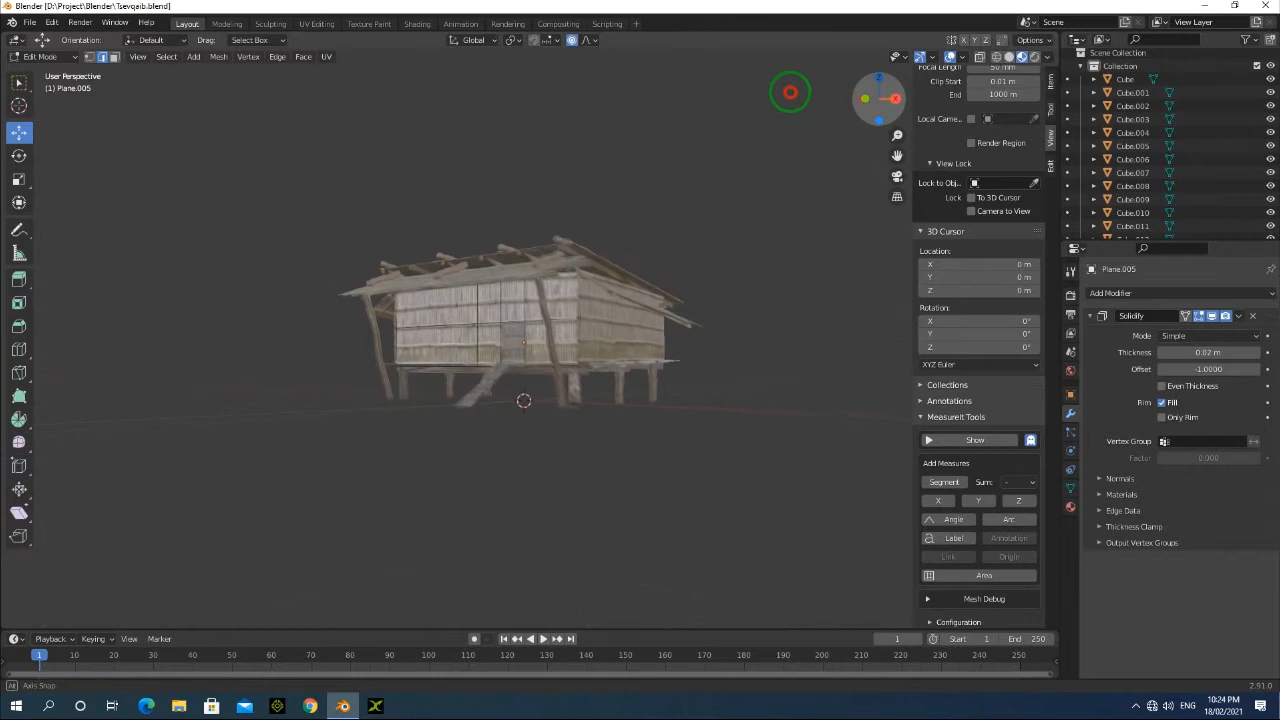 Blender [D:\Project\Blender\Tsevqaib.blend]
File Edit Render Window Help Layout Modeling Sculpting UV Editing Texture Paint Shading Animation Rendering Compositing Scripting + Scene View Layer
Orientation: Default Drag: Select Box Global X Y Z Options
Edit Mode View Select Add Mesh Vertex Edge Face UV
User Perspective
(1) Plane.005
Z
X
Focal Length 50 mm
Clip Start 0.01 m
End 1000 m
Local Came...
Render Region
View Lock
Lock to Obj...
Lock To 3D Cursor
Camera to View
3D Cursor
Location:
X 0 m
Y 0 m
Z 0 m
Rotation:
X 0°
Y 0°
Z 0°
XYZ Euler
Collections
Annotations
MeasureIt Tools
Show
Add Measures
Segment Sum: -
X Y Z
Angle Arc
Label Annotation
Link Origin
Area
Mesh Debug
Configuration
Item
Tool
View
Edit
Scene Collection
Collection
Cube
Cube.001
Cube.002
Cube.003
Cube.004
Cube.005
Cube.006
Cube.007
Cube.008
Cube.009
Cube.010
Cube.011
Plane.005
Add Modifier
Solidify
Mode Simple
Thickness 0.02 m
Offset -1.0000
Even Thickness
Rim Fill
Only Rim
Vertex Group
Factor 0.000
Normals
Materials
Edge Data
Thickness Clamp
Output Vertex Groups
Playback Keying View Marker 1 Start 1 End 250
1 10 20 30 40 50 60 70 80 90 100 110 120 130 140 150 160 170 180 190 200 210 220 230 240 250
Axis Snap 2.91.0
ENG 10:24 PM
18/02/2021